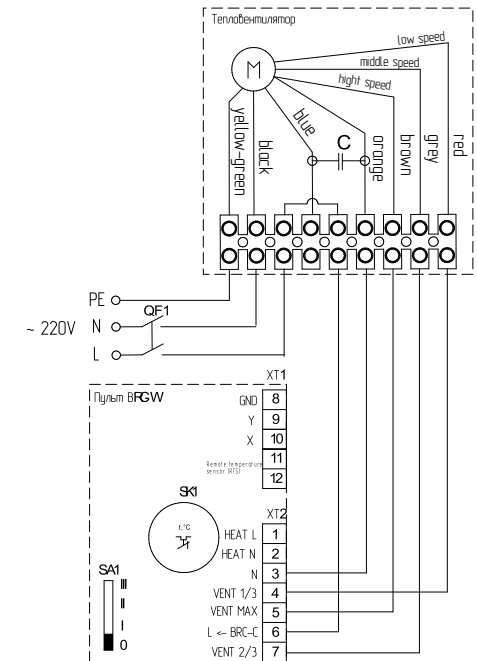 Тепловентилятор
low speed
middle speed
hight speed
M
blue
C
yellow-green
black
orange
brown
grey
red
PE
QF1
~ 220V
N
L
XT1
Пульт BRGW
GND 8
Y 9
X 10
11
Remote temperature
sensor (RTS)
12
SK1
XT2
t,°C
HEAT L 1
HEAT N 2
SA1
N 3
III
VENT 1/3 4
II
VENT MAX 5
I
L <- BRC-C 6
0
VENT 2/3 7